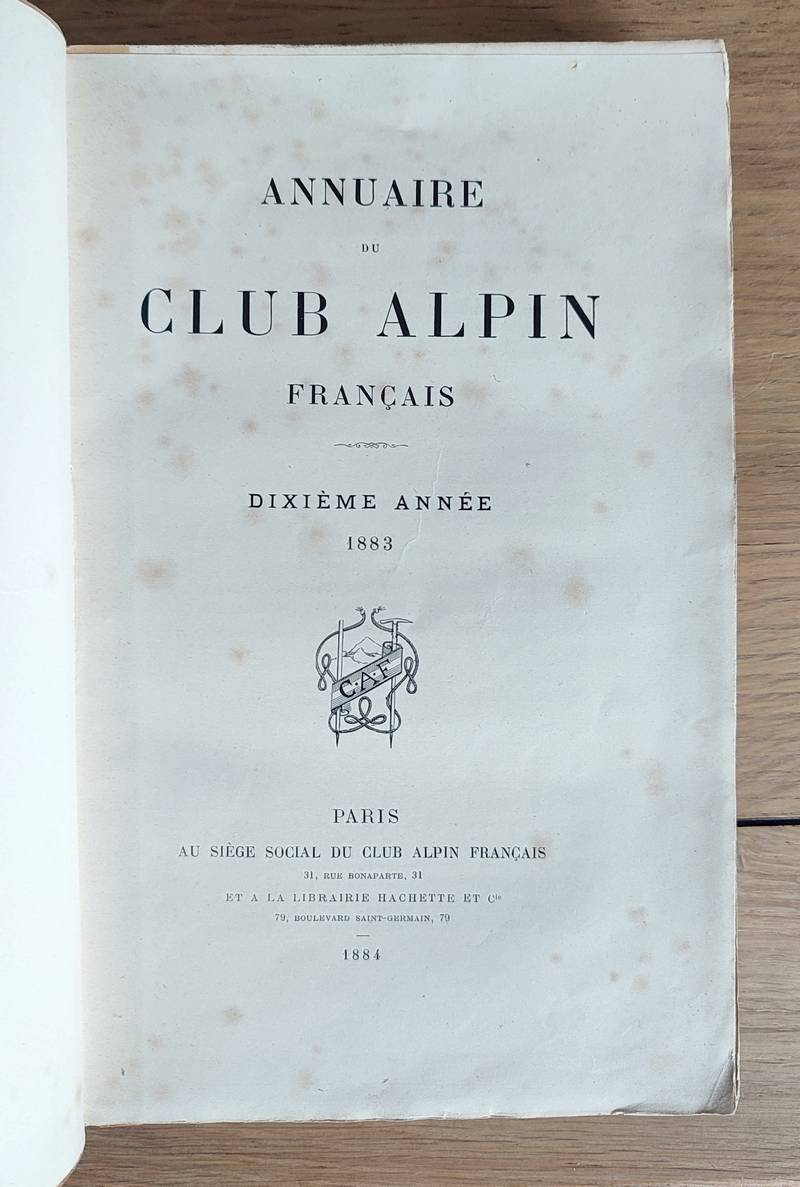 ANNUAIRE
DU
CLUB ALPIN
FRANÇAIS
DIXIÈME ANNÉE
1883
C·A·F
PARIS
AU SIÈGE SOCIAL DU CLUB ALPIN FRANÇAIS
31, RUE BONAPARTE, 31
ET A LA LIBRAIRIE HACHETTE ET Cie
79, BOULEVARD SAINT-GERMAIN, 79
1884